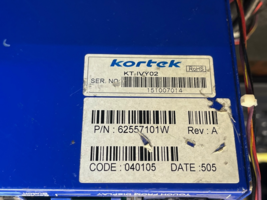 kortek
RoHS
KT-IVY02
SER. NO.
151007014
P/N : 62557101W Rev : A
CODE : 040105 DATE : 505